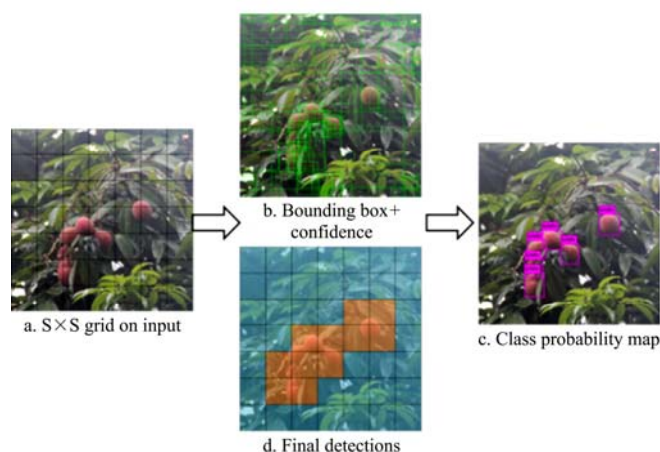 a. S×S grid on input
b. Bounding box+
confidence
c. Class probability map
d. Final detections